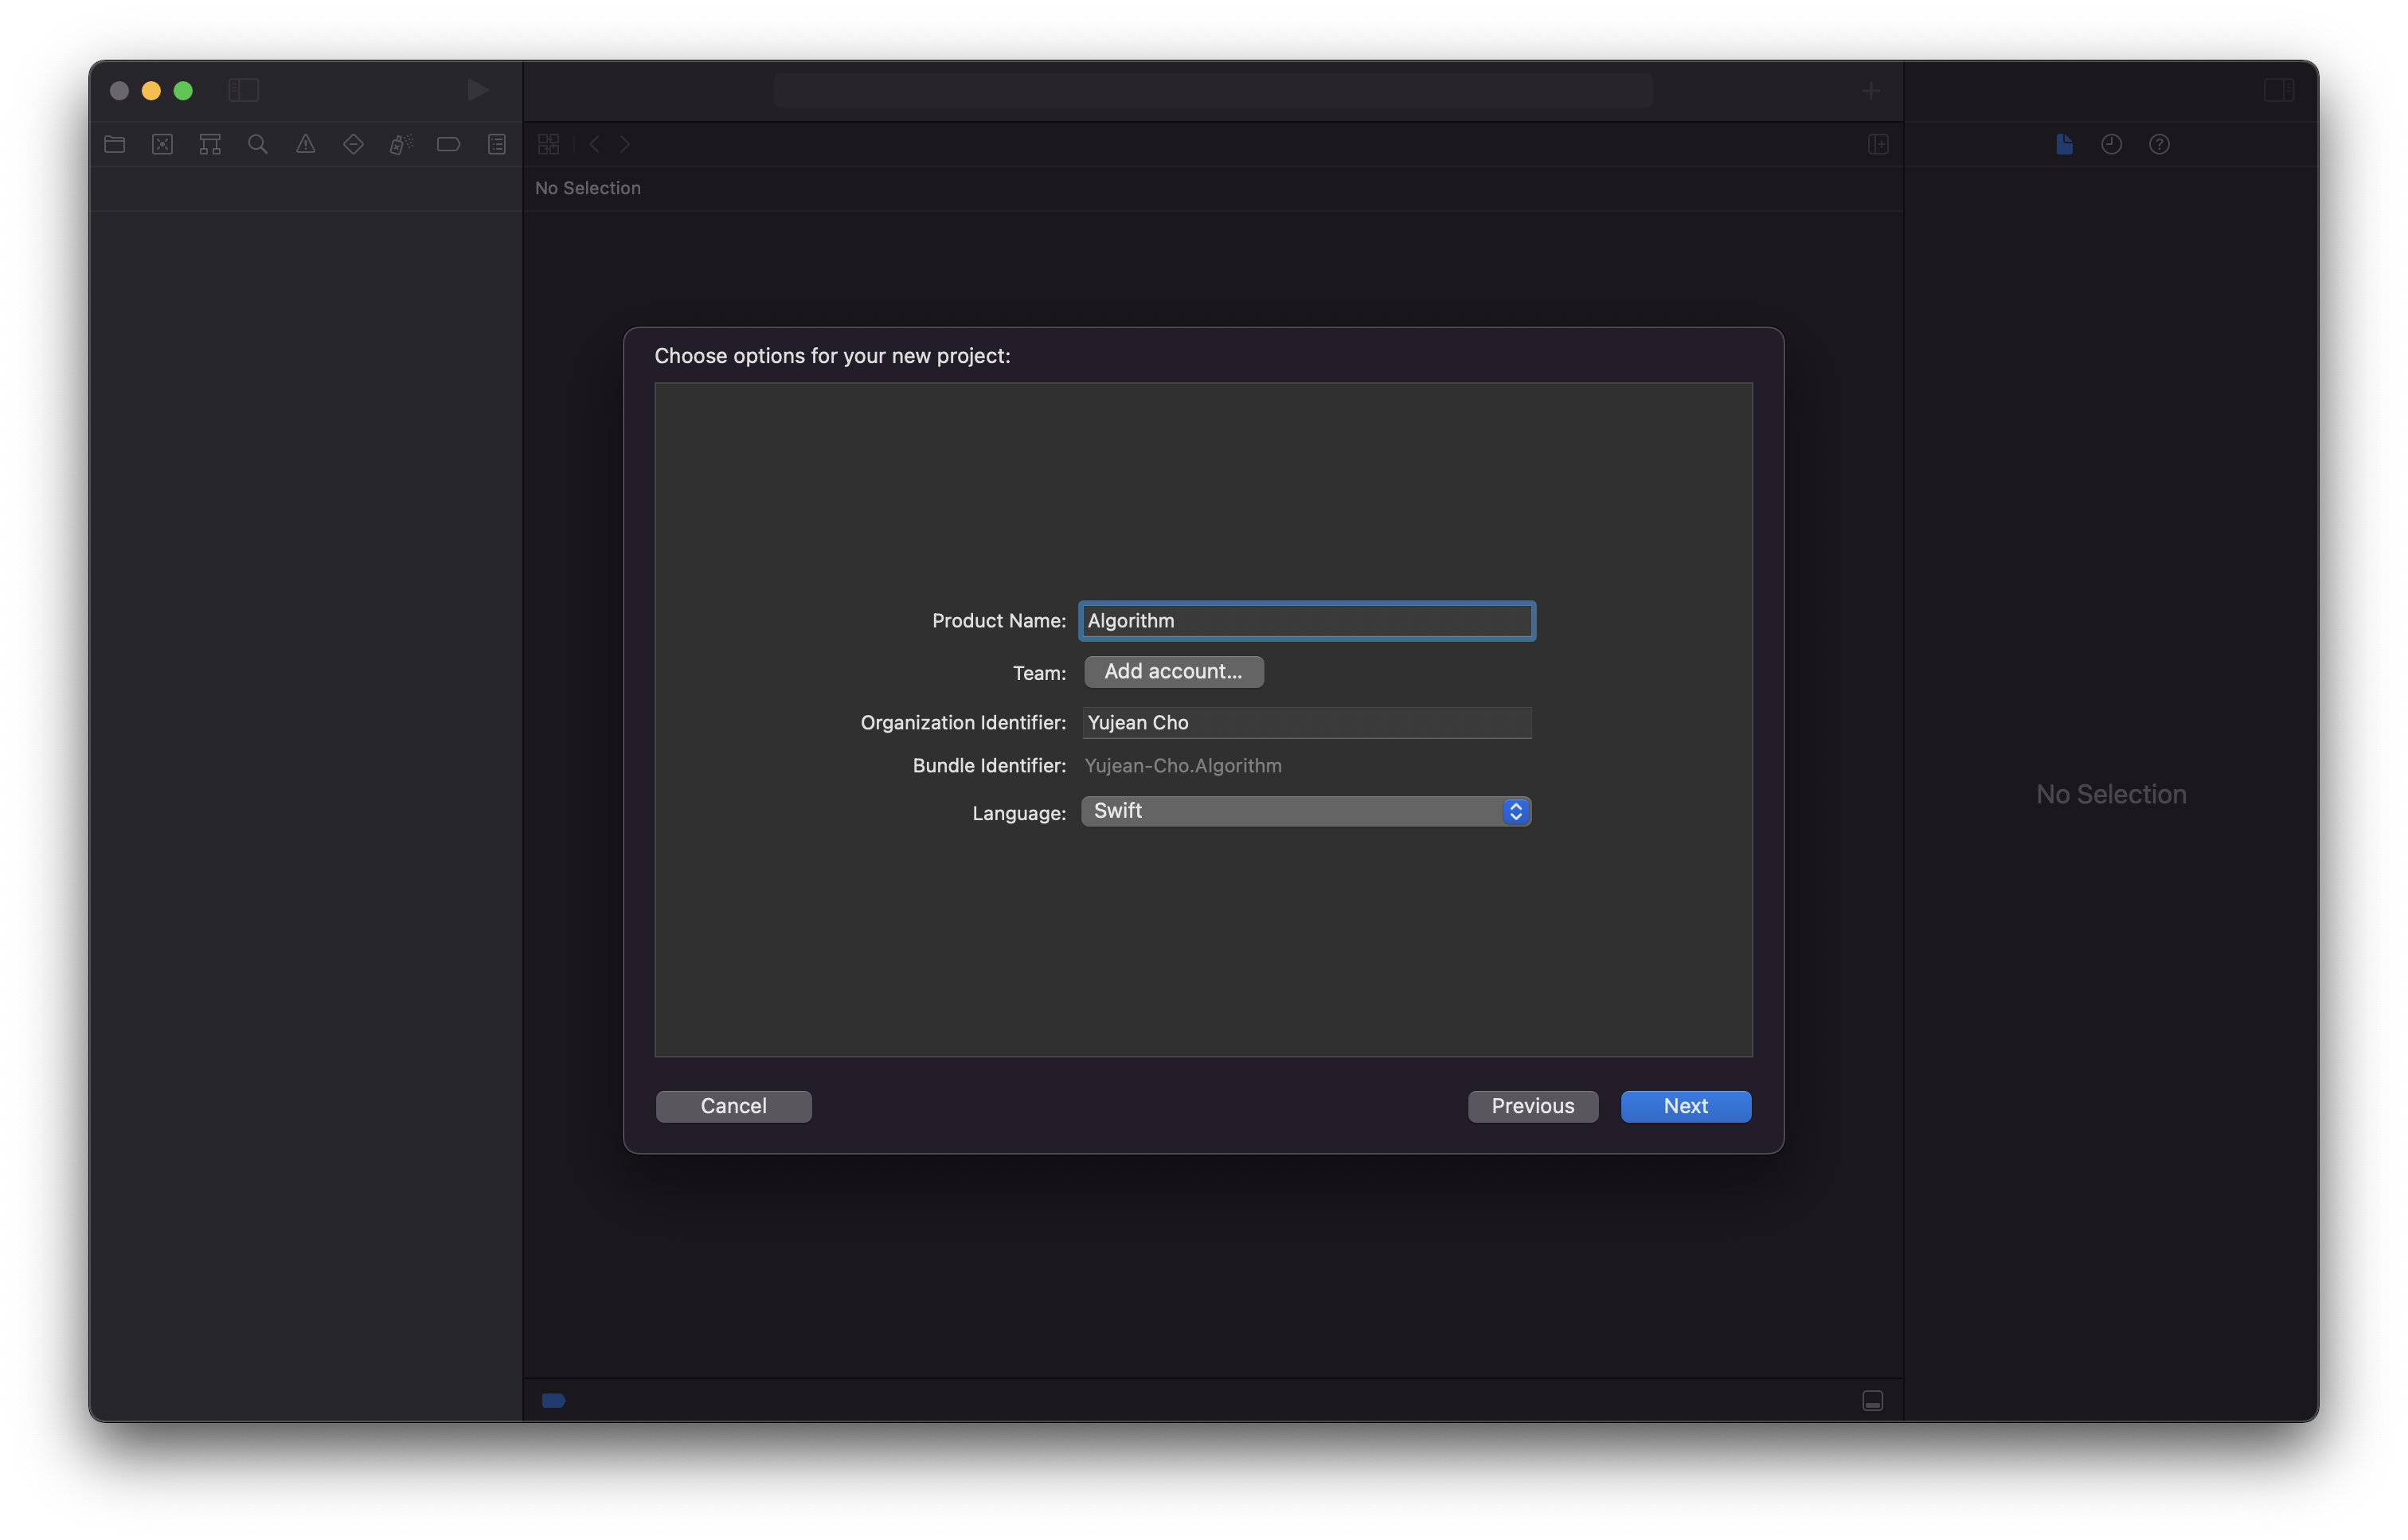 No Selection
Choose options for your new project:
Product Name: Algorithm
Team: Add account...
Organization Identifier: Yujean Cho
Bundle Identifier: Yujean-Cho.Algorithm
Language: Swift
No Selection
Cancel Previous Next